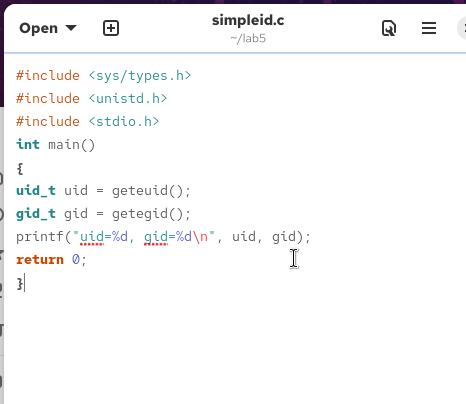 Open
simpleid.c
~/lab5
#include <sys/types.h>
#include <unistd.h>
#include <stdio.h>
int main()
{
uid_t uid = geteuid();
gid_t gid = getegid();
printf("uid=%d, gid=%d\n", uid, gid);
return 0;
}